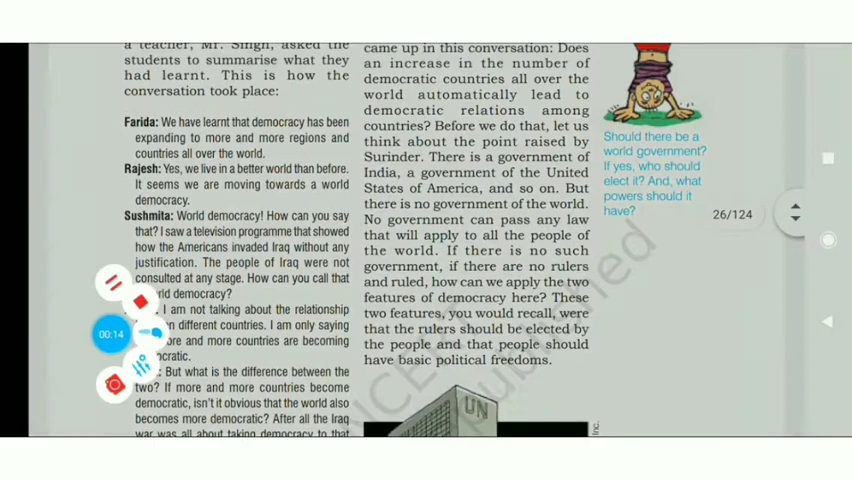 a teacher, Mr. Singh, asked the
students to summarise what they
had learnt. This is how the
conversation took place:
Farida: We have learnt that democracy has been
expanding to more and more regions and
countries all over the world.
Rajesh: Yes, we live in a better world than before.
It seems we are moving towards a world
democracy.
Sushmita: World democracy! How can you say
that? I saw a television programme that showed
how the Americans invaded Iraq without any
justification. The people of Iraq were not
consulted at any stage. How can you call that
rld democracy?
I am not talking about the relationship
n different countries. I am only saying
ore and more countries are becoming
ocratic.
: But what is the difference between the
two? If more and more countries become
democratic, isn't it obvious that the world also
becomes more democratic? After all the Iraq
war was all about taking democracy to that
came up in this conversation: Does
an increase in the number of
democratic countries all over the
world automatically lead to
democratic relations among
countries? Before we do that, let us
think about the point raised by
Surinder. There is a government of
India, a government of the United
States of America, and so on. But
there is no government of the world.
No government can pass any law
that will apply to all the people of
the world. If there is no such
government, if there are no rulers
and ruled, how can we apply the two
features of democracy here? These
two features, you would recall, were
that the rulers should be elected by
the people and that people should
have basic political freedoms.
UN
Inc.
Should there be a
world government?
If yes, who should
elect it? And, what
powers should it
have?
26/124
00:14
NCERT
published